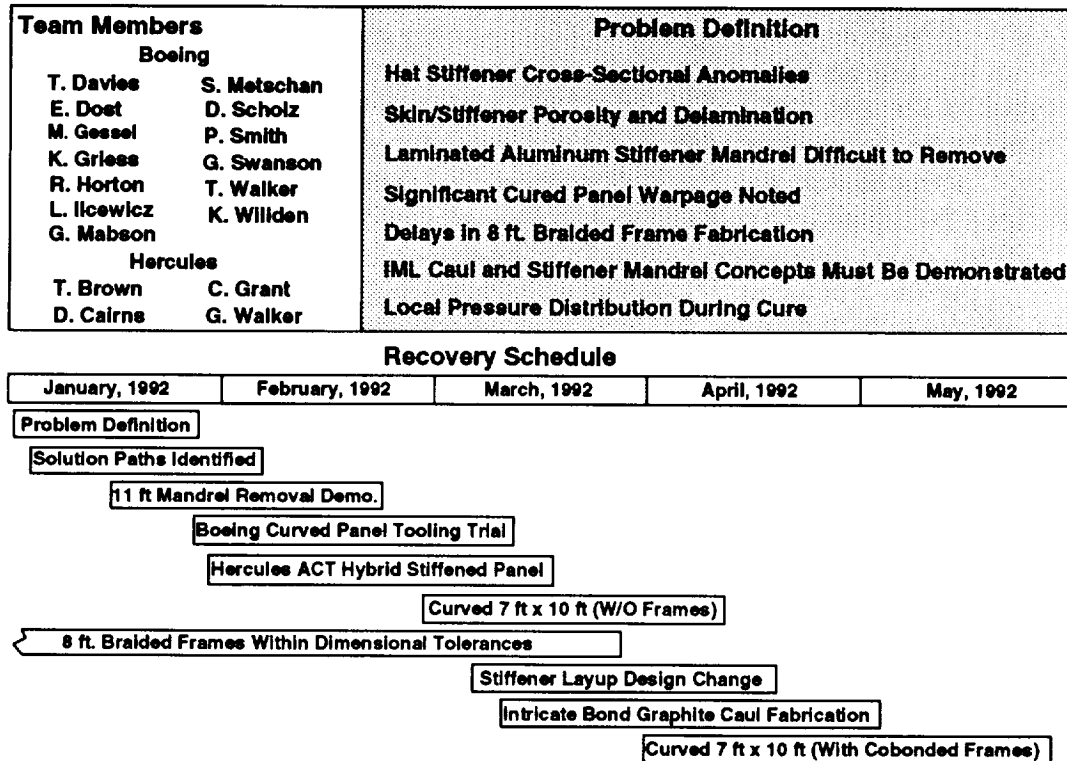 Team Members
Boeing
T. Davies
E. Dost
M. Gessel
K. Griess
R. Horton
L. Ilcewicz
G. Mabson
S. Metschan
D. Scholz
P. Smith
G. Swanson
T. Walker
K. Willden
Hercules
T. Brown
D. Cairns
C. Grant
G. Walker
Problem Definition
Hat Stiffener Cross-Sectional Anomalies
Skin/Stiffener Porosity and Delamination
Laminated Aluminum Stiffener Mandrel Difficult to Remove
Significant Cured Panel Warpage Noted
Delays in 8 ft. Braided Frame Fabrication
IML Caul and Stiffener Mandrel Concepts Must Be Demonstrated
Local Pressure Distribution During Cure
Recovery Schedule
January, 1992 February, 1992 March, 1992 April, 1992 May, 1992
Problem Definition
Solution Paths Identified
11 ft Mandrel Removal Demo.
Boeing Curved Panel Tooling Trial
Hercules ACT Hybrid Stiffened Panel
Curved 7 ft x 10 ft (W/O Frames)
8 ft. Braided Frames Within Dimensional Tolerances
Stiffener Layup Design Change
Intricate Bond Graphite Caul Fabrication
Curved 7 ft x 10 ft (With Cobonded Frames)